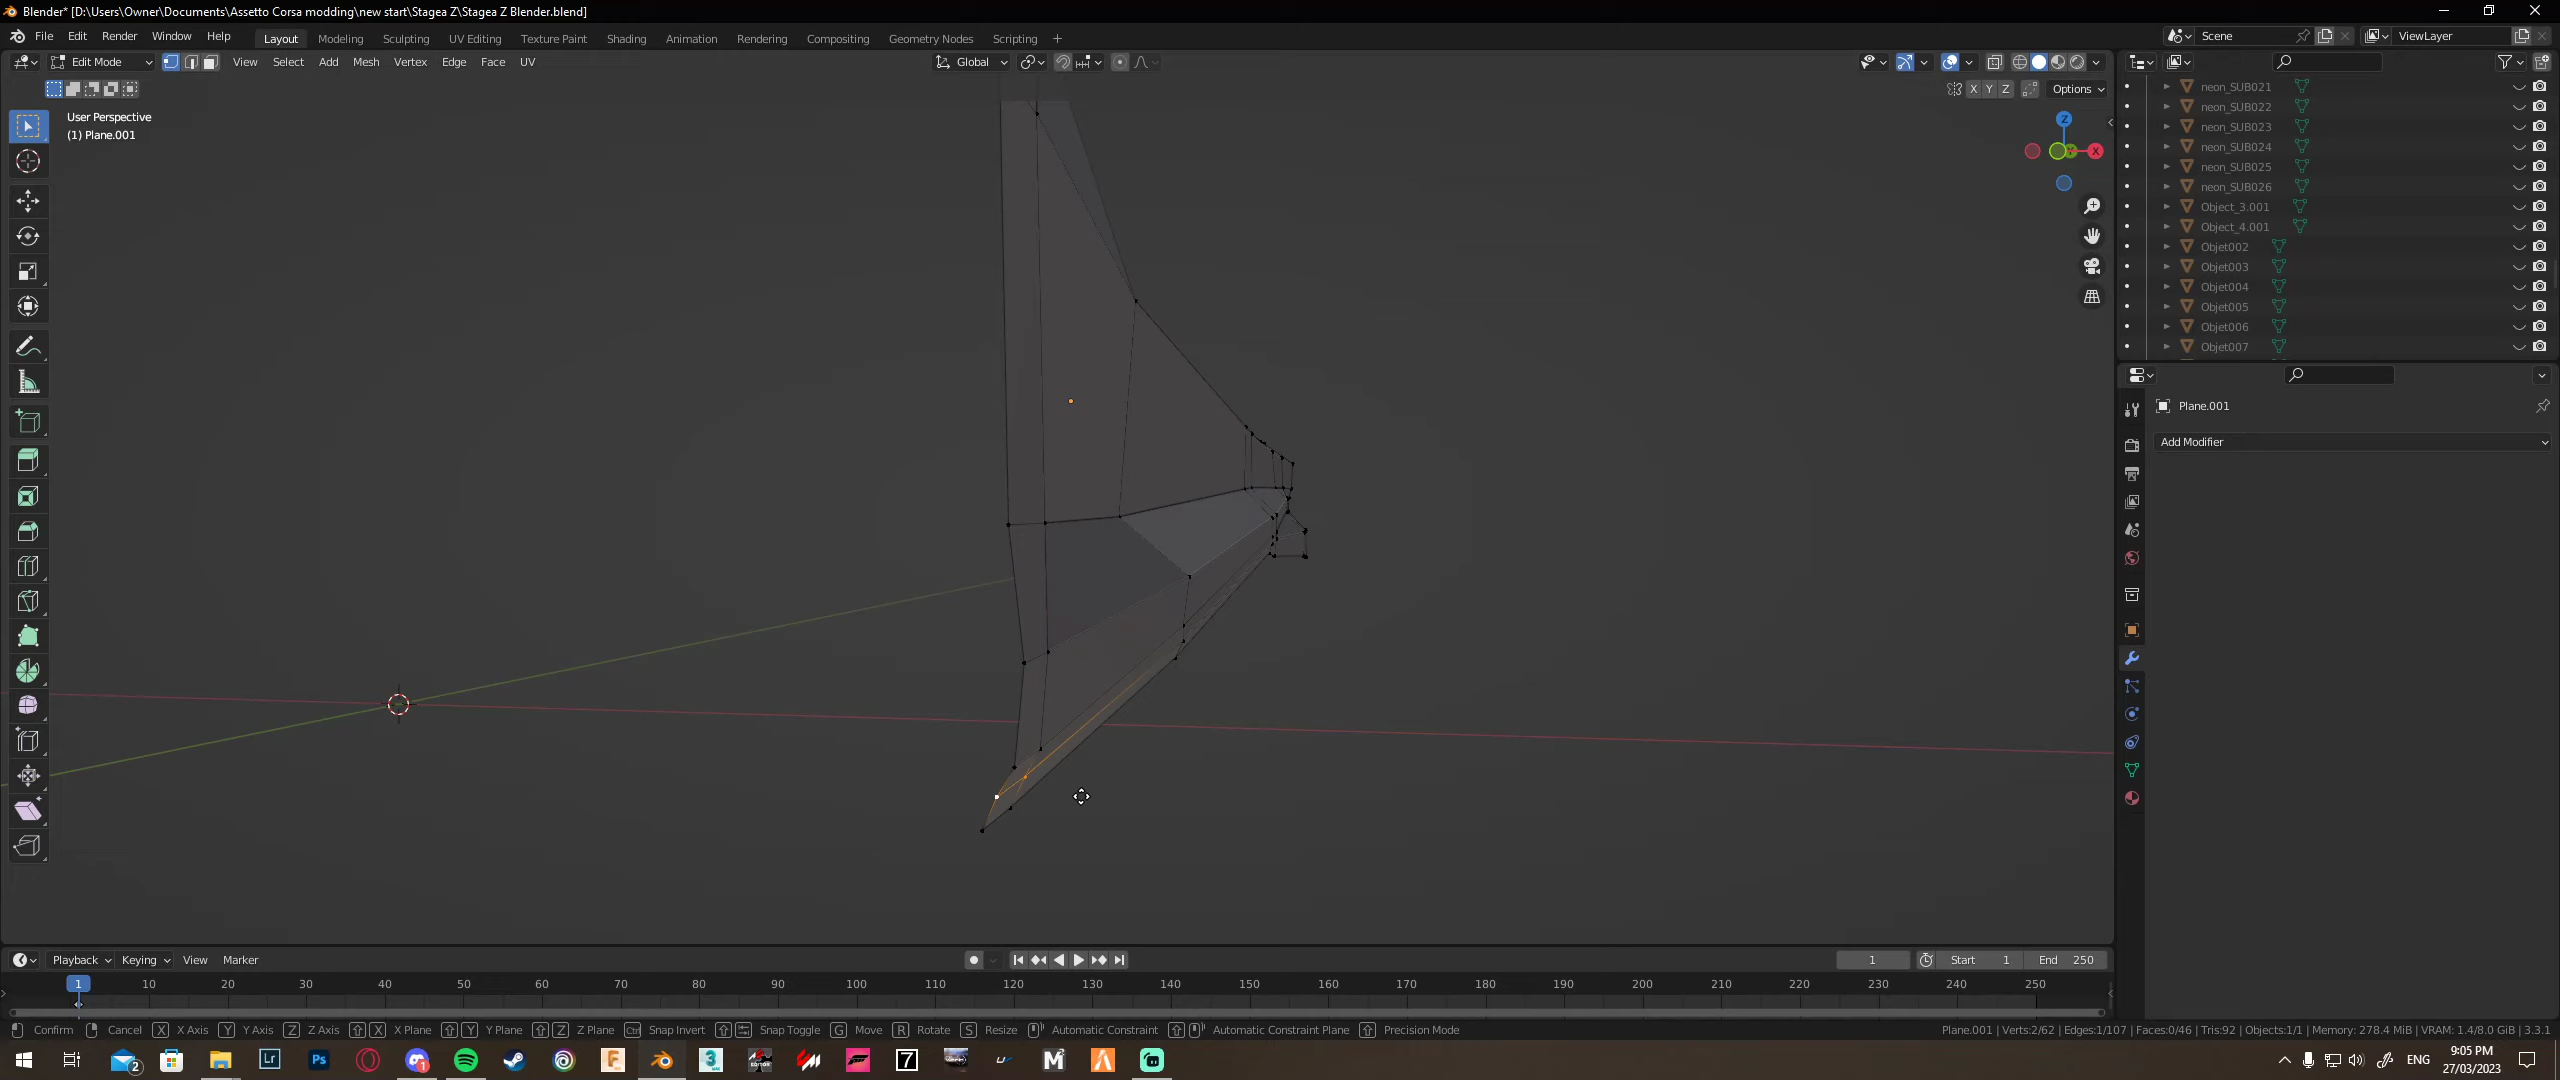 Blender* [D:\Users\Owner\Documents\Assetto Corsa modding\new start\Stagea Z\Stagea Z Blender.blend]
File Edit Render Window Help Layout Modeling Sculpting UV Editing Texture Paint Shading Animation Rendering Compositing Geometry Nodes Scripting + Scene ViewLayer
Edit Mode View Select Add Mesh Vertex Edge Face UV Global
X Y Z Options
User Perspective
(1) Plane.001
Z
X
neon_SUB021
neon_SUB022
neon_SUB023
neon_SUB024
neon_SUB025
neon_SUB026
Object_3.001
Object_4.001
Objet002
Objet003
Objet004
Objet005
Objet006
Objet007
Plane.001
Add Modifier
Playback Keying View Marker 1 Start 1 End 250
1 10 20 30 40 50 60 70 80 90 100 110 120 130 140 150 160 170 180 190 200 210 220 230 240 250
Confirm Cancel X X Axis Y Y Axis Z Z Axis X X Plane Y Y Plane Z Z Plane Ctrl Snap Invert Snap Toggle G Move R Rotate S Resize Automatic Constraint Automatic Constraint Plane Precision Mode Plane.001 | Verts:2/62 | Edges:1/107 | Faces:0/46 | Tris:92 | Objects:1/1 | Memory: 278.4 MiB | VRAM: 1.4/8.0 GiB | 3.3.1
2 Lr Ps 1 F 3 EDITOR 7 M ENG 9:05 PM
27/03/2023